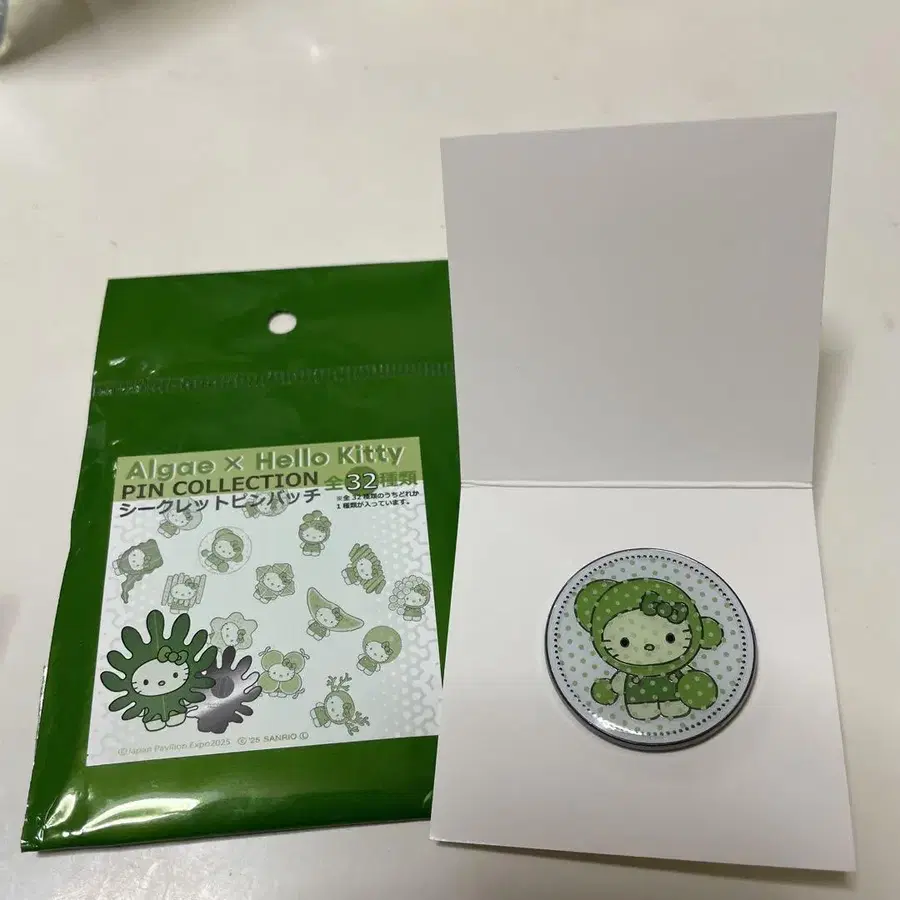 Algae × Hello Kitty
PIN COLLECTION 全32種類
シークレットピンバッチ
※全32種類のうちどれか
1種類が入っています。
©Japan Pavilion Expo2025 © '25 SANRIO Ⓛ